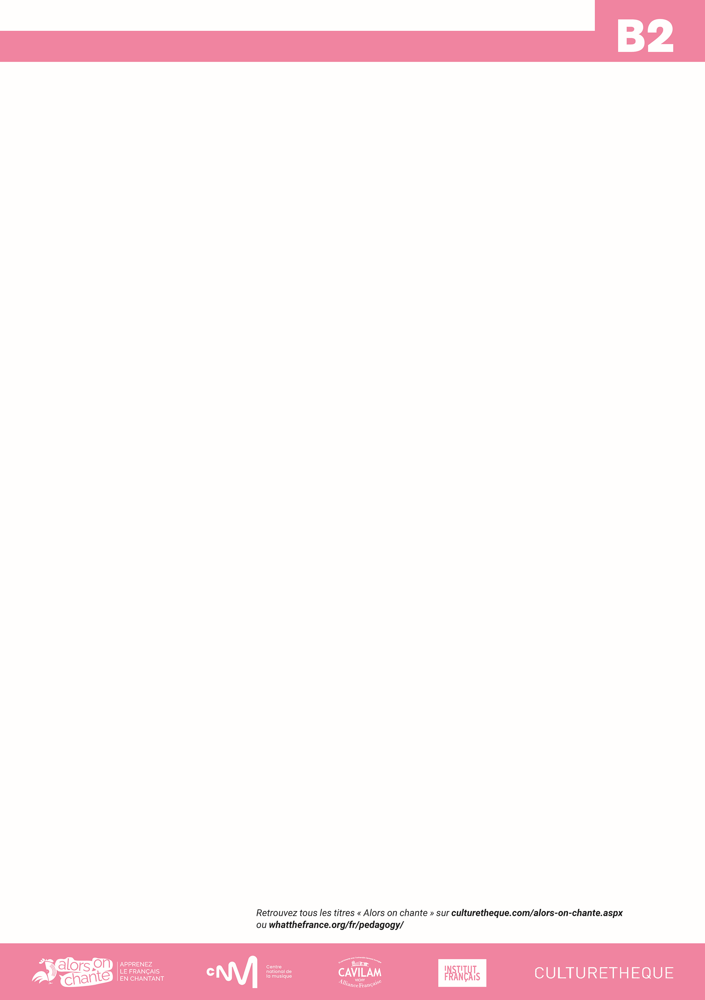 B2
Retrouvez tous les titres « Alors on chante » sur culturetheque.com/alors-on-chante.aspx
ou whatthefrance.org/fr/pedagogy/
alors on
chante
APPRENEZ
LE FRANÇAIS
EN CHANTANT
CNM
Centre
national de
la musique
En partenariat avec l'université Clermont Auvergne
CAVILAM
VICHY
Alliance Française
INSTITUT
FRANÇAIS
CULTURETHEQUE